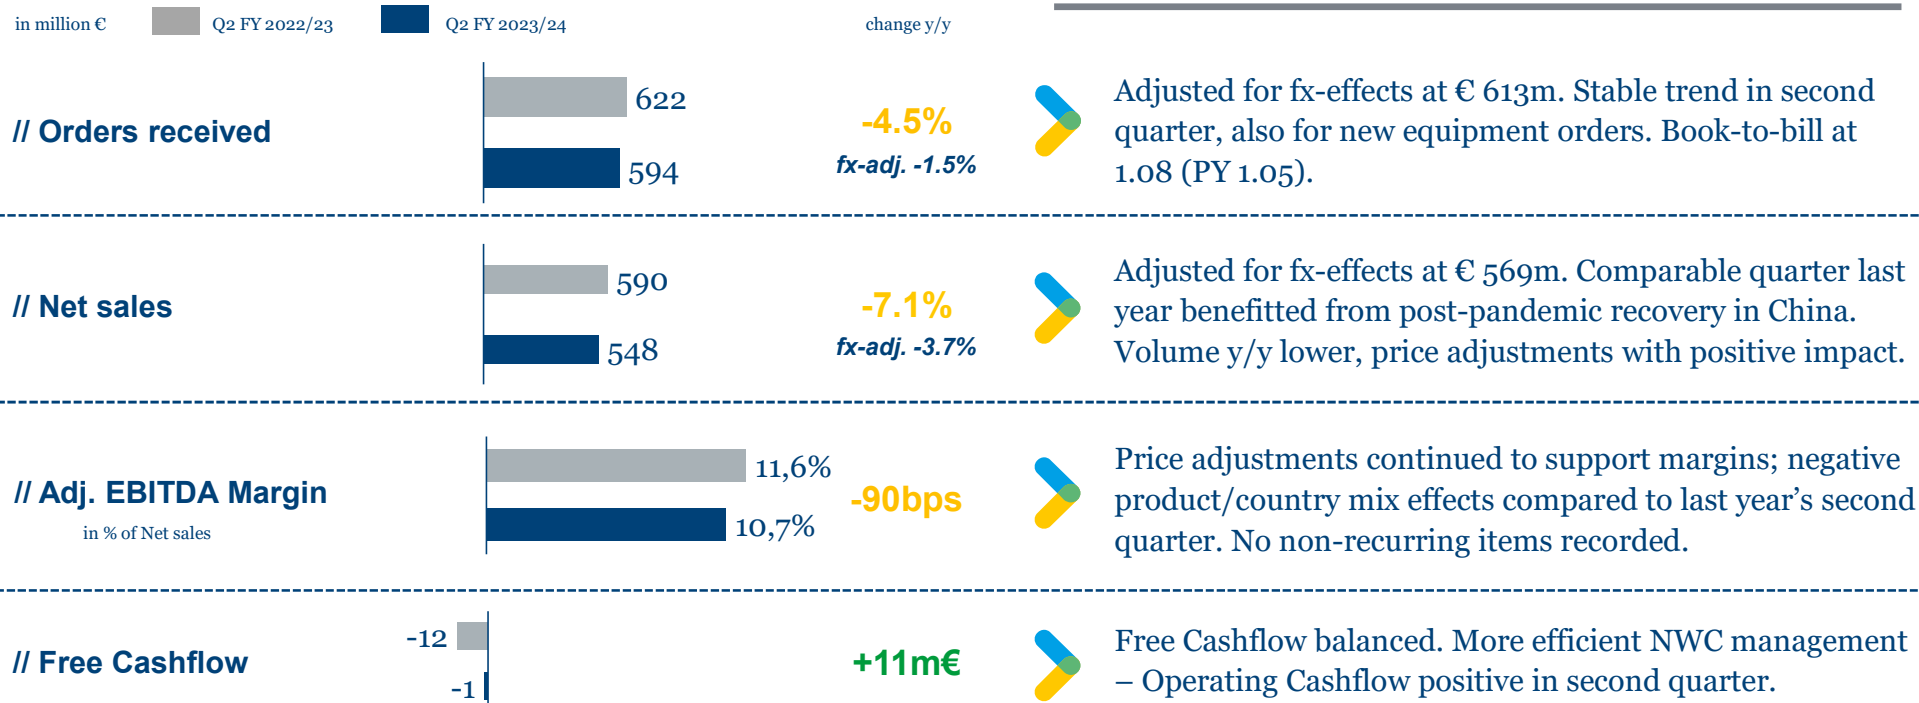 in million € Q2 FY 2022/23 Q2 FY 2023/24 change y/y
// Orders received
622
594
-4.5%
fx-adj. -1.5%
Adjusted for fx-effects at € 613m. Stable trend in second
quarter, also for new equipment orders. Book-to-bill at
1.08 (PY 1.05).
// Net sales
590
548
-7.1%
fx-adj. -3.7%
Adjusted for fx-effects at € 569m. Comparable quarter last
year benefitted from post-pandemic recovery in China.
Volume y/y lower, price adjustments with positive impact.
// Adj. EBITDA Margin
in % of Net sales
11,6%
10,7%
-90bps
Price adjustments continued to support margins; negative
product/country mix effects compared to last year’s second
quarter. No non-recurring items recorded.
// Free Cashflow
-12
-1
+11m€
Free Cashflow balanced. More efficient NWC management
– Operating Cashflow positive in second quarter.